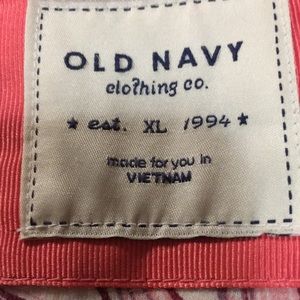 OLD NAVY
clothing co.
★ est. XL 1994 ★
made for you in
VIETNAM